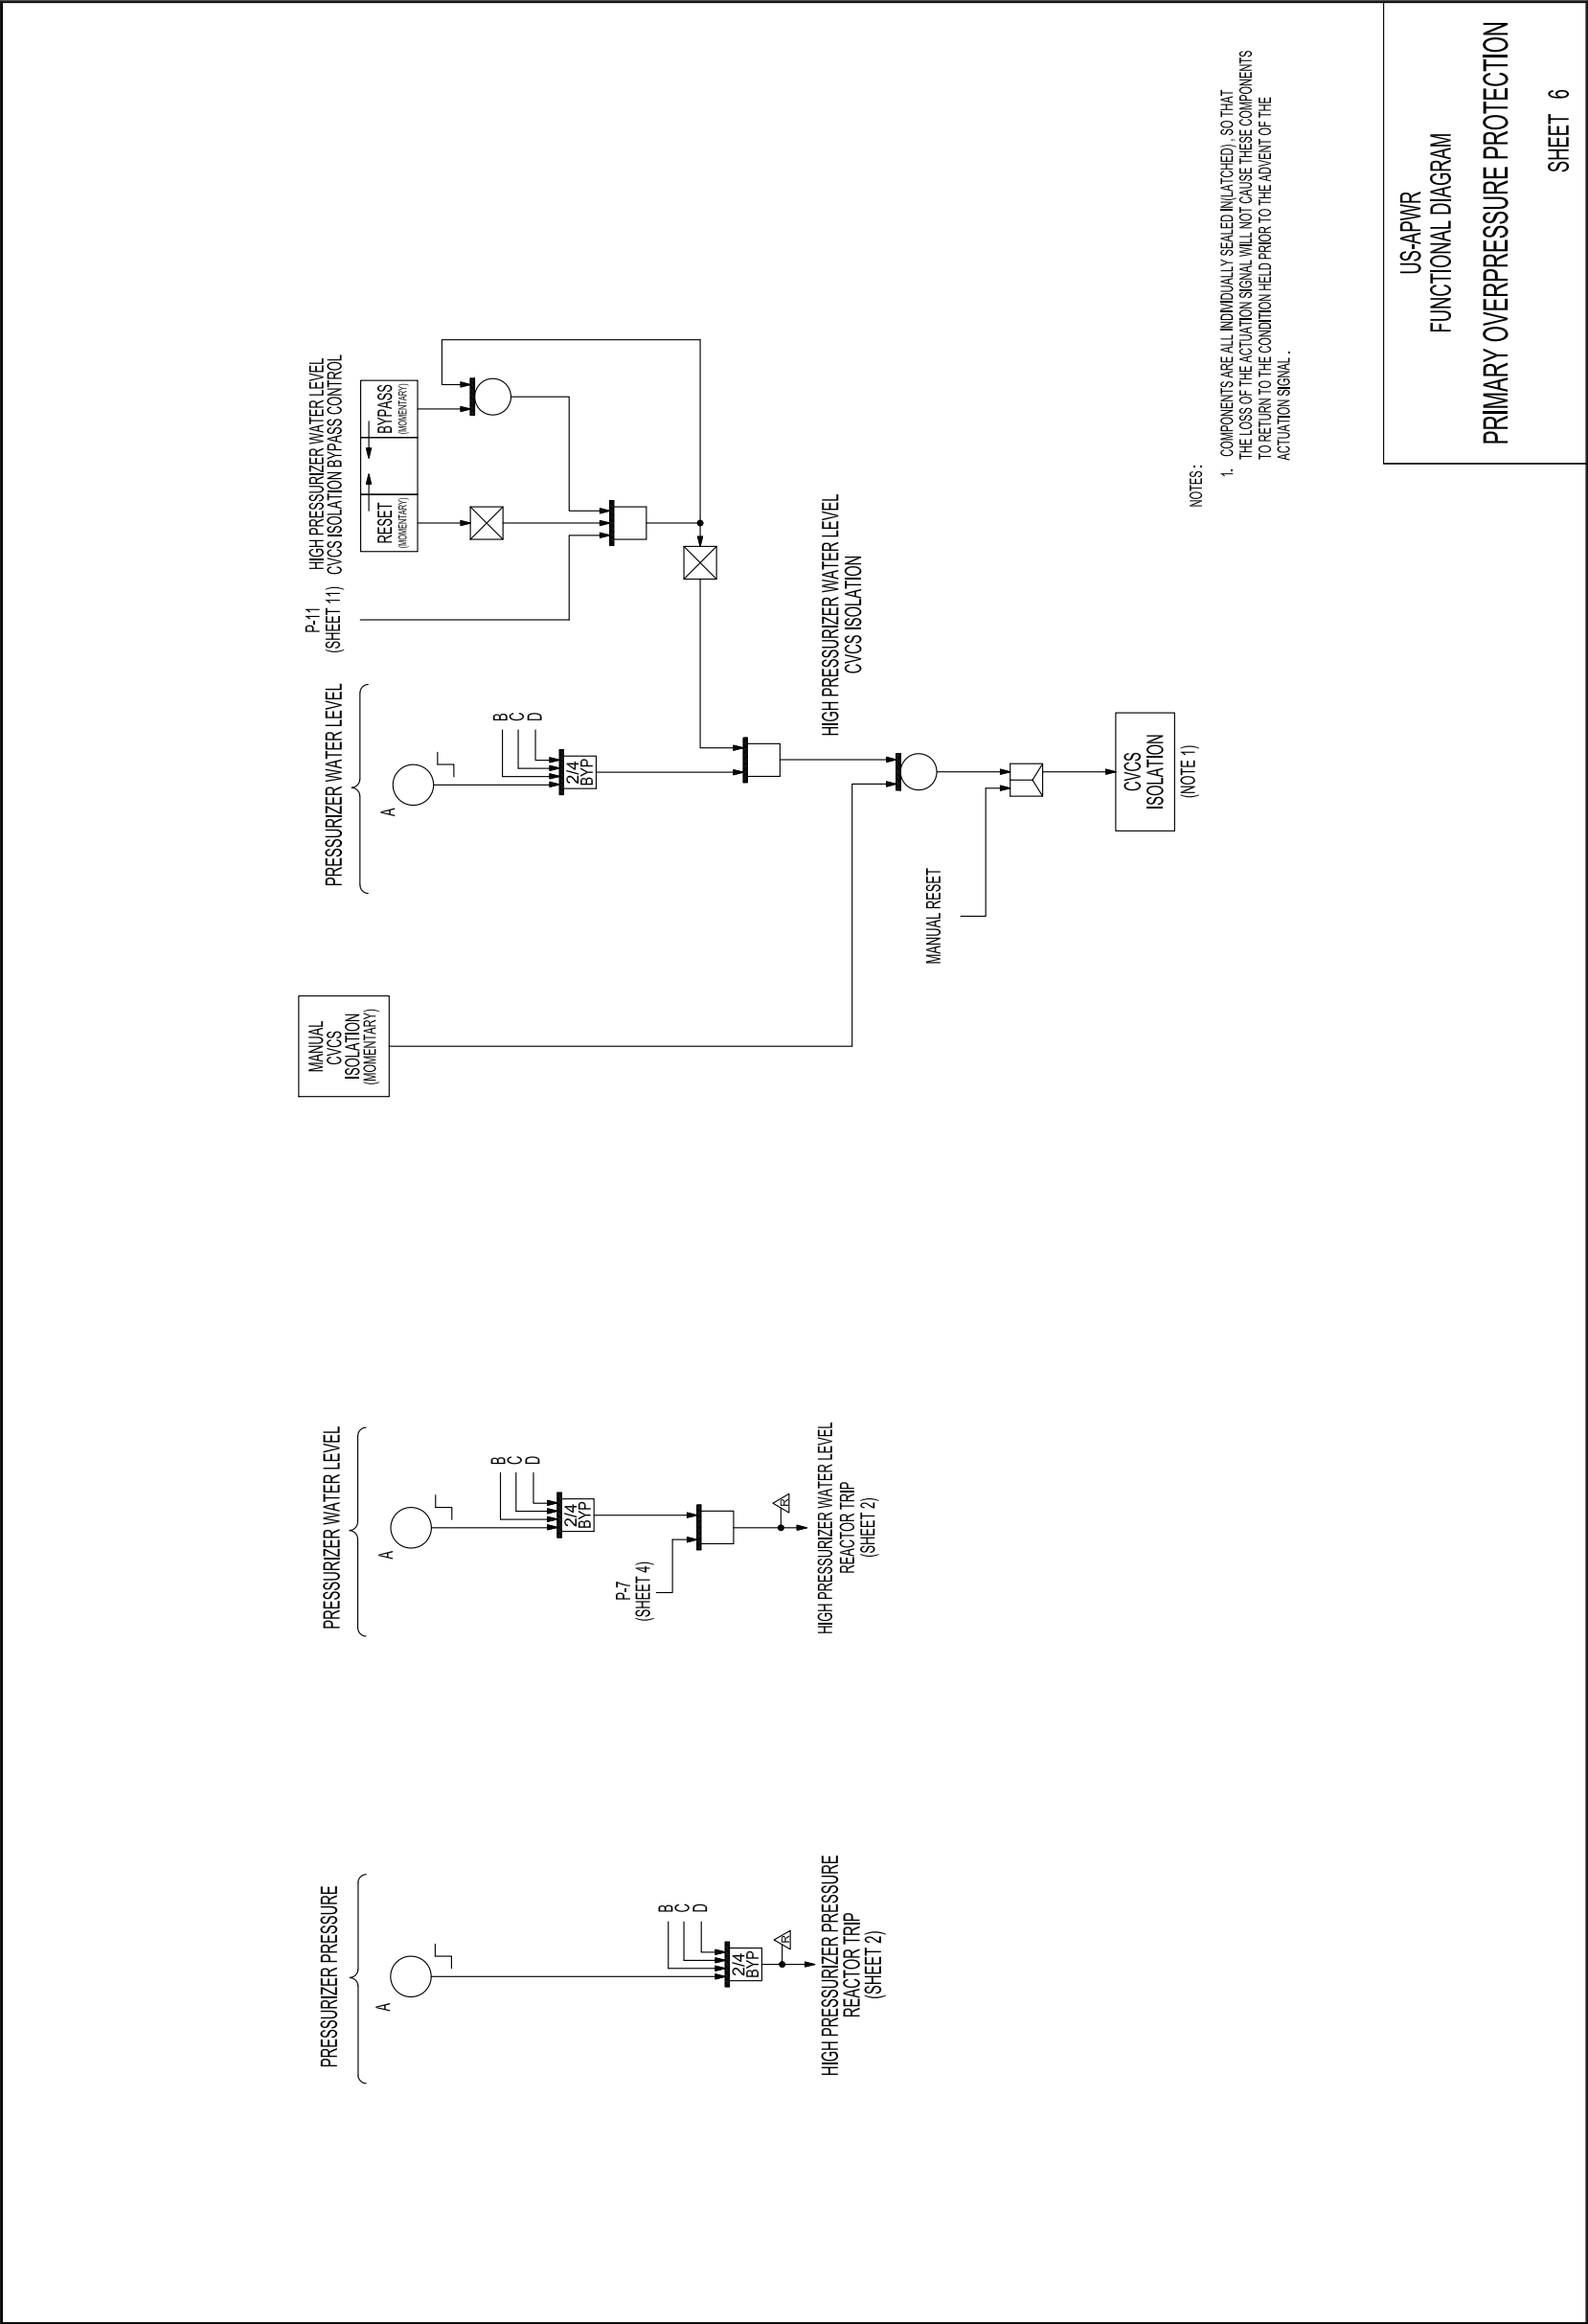 PRESSURIZER PRESSURE
A
B
C
D
2/4
BYP
R
HIGH PRESSURIZER PRESSURE
REACTOR TRIP
(SHEET 2)
PRESSURIZER WATER LEVEL
A
B
C
D
2/4
BYP
P-7
(SHEET 4)
R
HIGH PRESSURIZER WATER LEVEL
REACTOR TRIP
(SHEET 2)
MANUAL
CVCS
ISOLATION
(MOMENTARY)
PRESSURIZER WATER LEVEL
A
B
C
D
2/4
BYP
P-11
(SHEET 11)
HIGH PRESSURIZER WATER LEVEL
CVCS ISOLATION BYPASS CONTROL
RESET
(MOMENTARY)
BYPASS
(MOMENTARY)
HIGH PRESSURIZER WATER LEVEL
CVCS ISOLATION
MANUAL RESET
CVCS
ISOLATION
(NOTE 1)
NOTES :
1. COMPONENTS ARE ALL INDIVIDUALLY SEALED IN(LATCHED) , SO THAT
THE LOSS OF THE ACTUATION SIGNAL WILL NOT CAUSE THESE COMPONENTS
TO RETURN TO THE CONDITION HELD PRIOR TO THE ADVENT OF THE
ACTUATION SIGNAL .
US-APWR
FUNCTIONAL DIAGRAM
PRIMARY OVERPRESSURE PROTECTION
SHEET 6